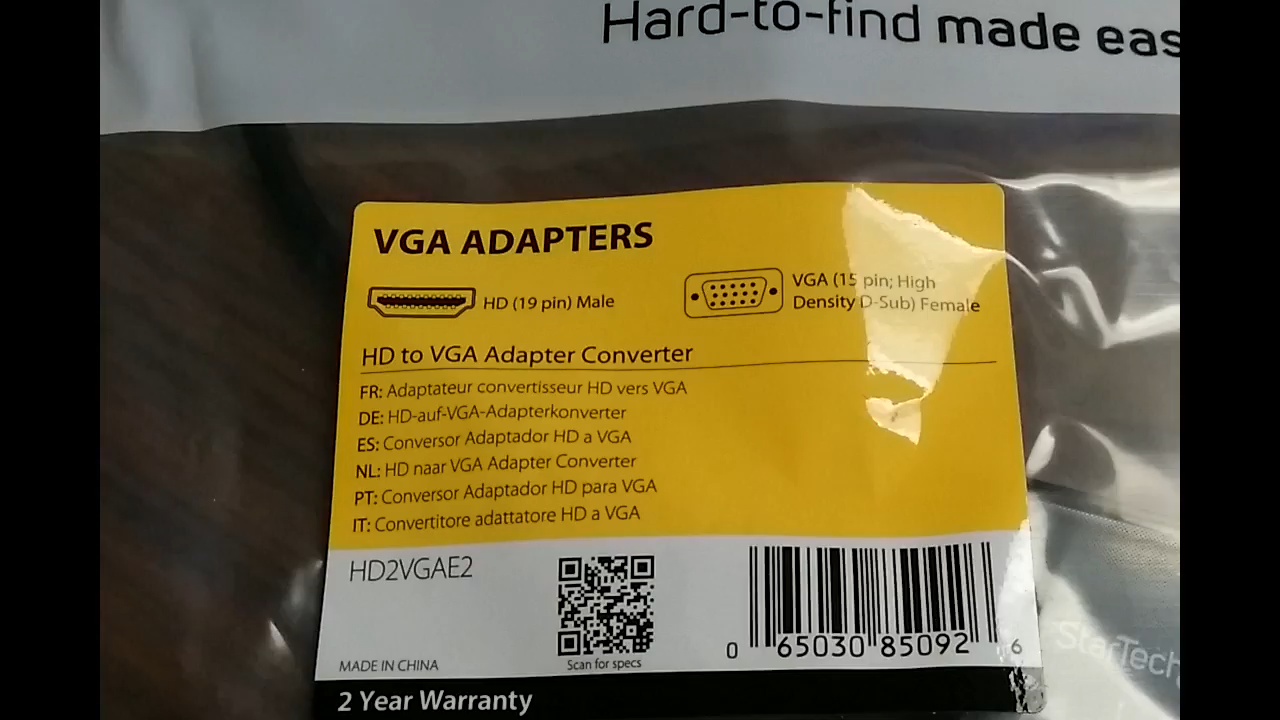 Hard-to-find made eas
VGA ADAPTERS
HD (19 pin) Male
VGA (15 pin; High
Density D-Sub) Female
HD to VGA Adapter Converter
FR: Adaptateur convertisseur HD vers VGA
DE: HD-auf-VGA-Adapterkonverter
ES: Conversor Adaptador HD a VGA
NL: HD naar VGA Adapter Converter
PT: Conversor Adaptador HD para VGA
IT: Convertitore adattatore HD a VGA
HD2VGAE2
MADE IN CHINA
Scan for specs
0 65030 85092 6
StarTech
2 Year Warranty